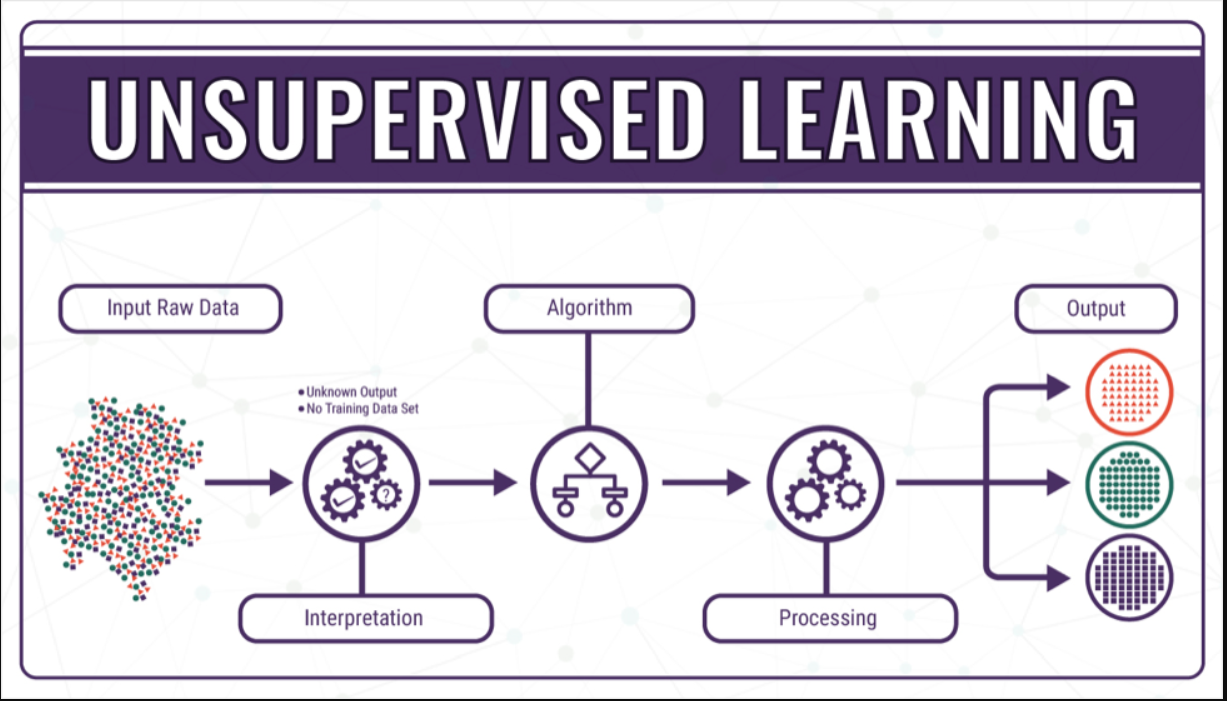 UNSUPERVISED LEARNING
Input Raw Data
Algorithm
Output
• Unknown Output
• No Training Data Set
?
Interpretation
Processing